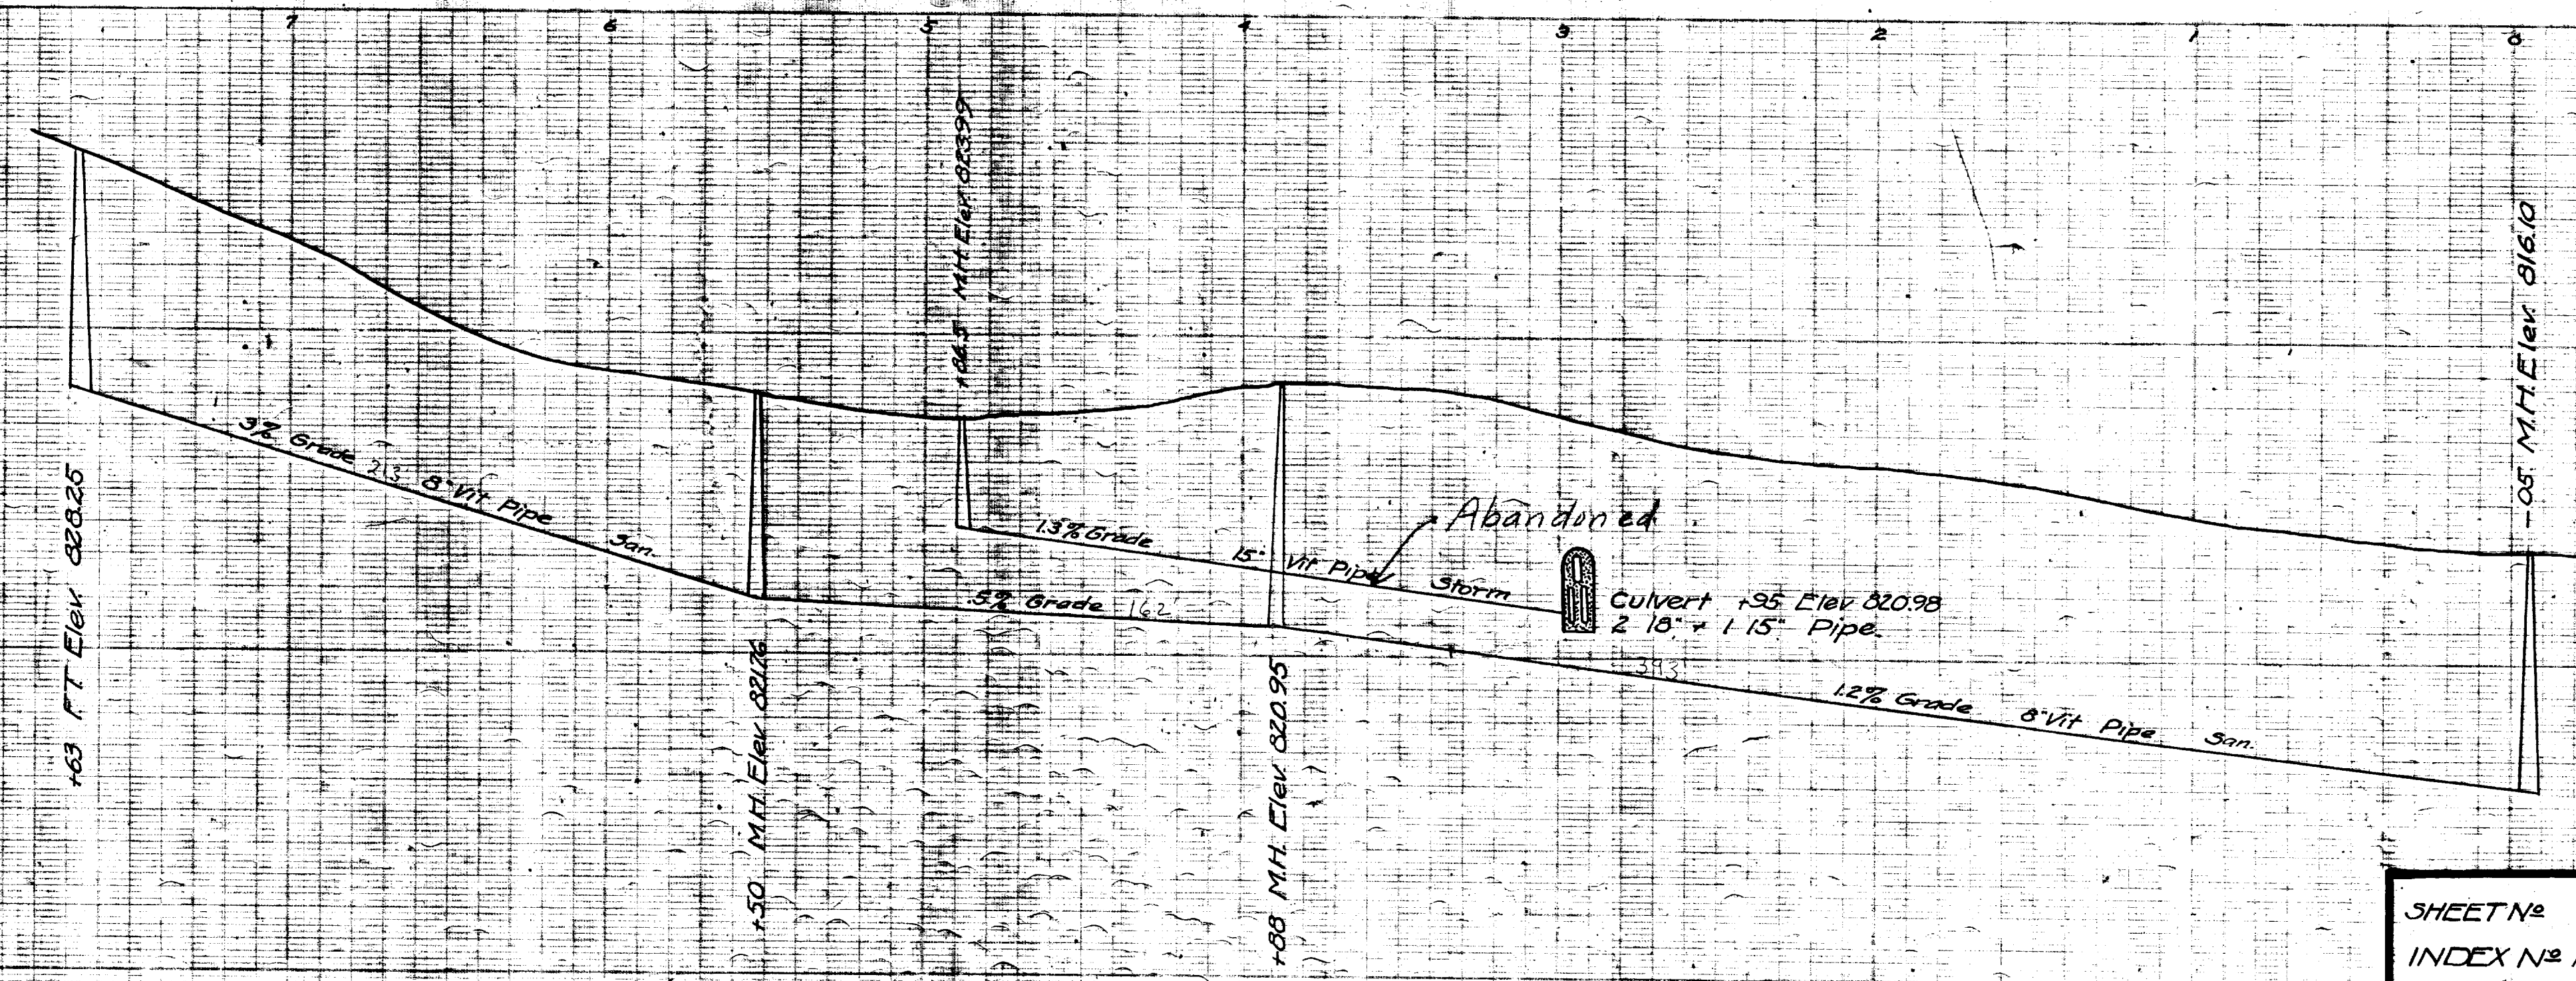 7 6 5 4 3 2 1 0
+63 F.T. Elev. 828.25
3% Grade 213 8" Vit Pipe San.
+50 M.H. Elev. 821.76
+86.5 M.H. Elev. 823.99
.5% Grade 162'
1.3% Grade 15" Vit Pipe Storm
Abandoned
+88 M.H. Elev. 820.95
Culvert +95 Elev 820.98
2 18" + 1 15" Pipe.
393' 1.2% Grade 8" Vit Pipe San.
-05 M.H. Elev. 816.10
SHEET Nº
INDEX Nº